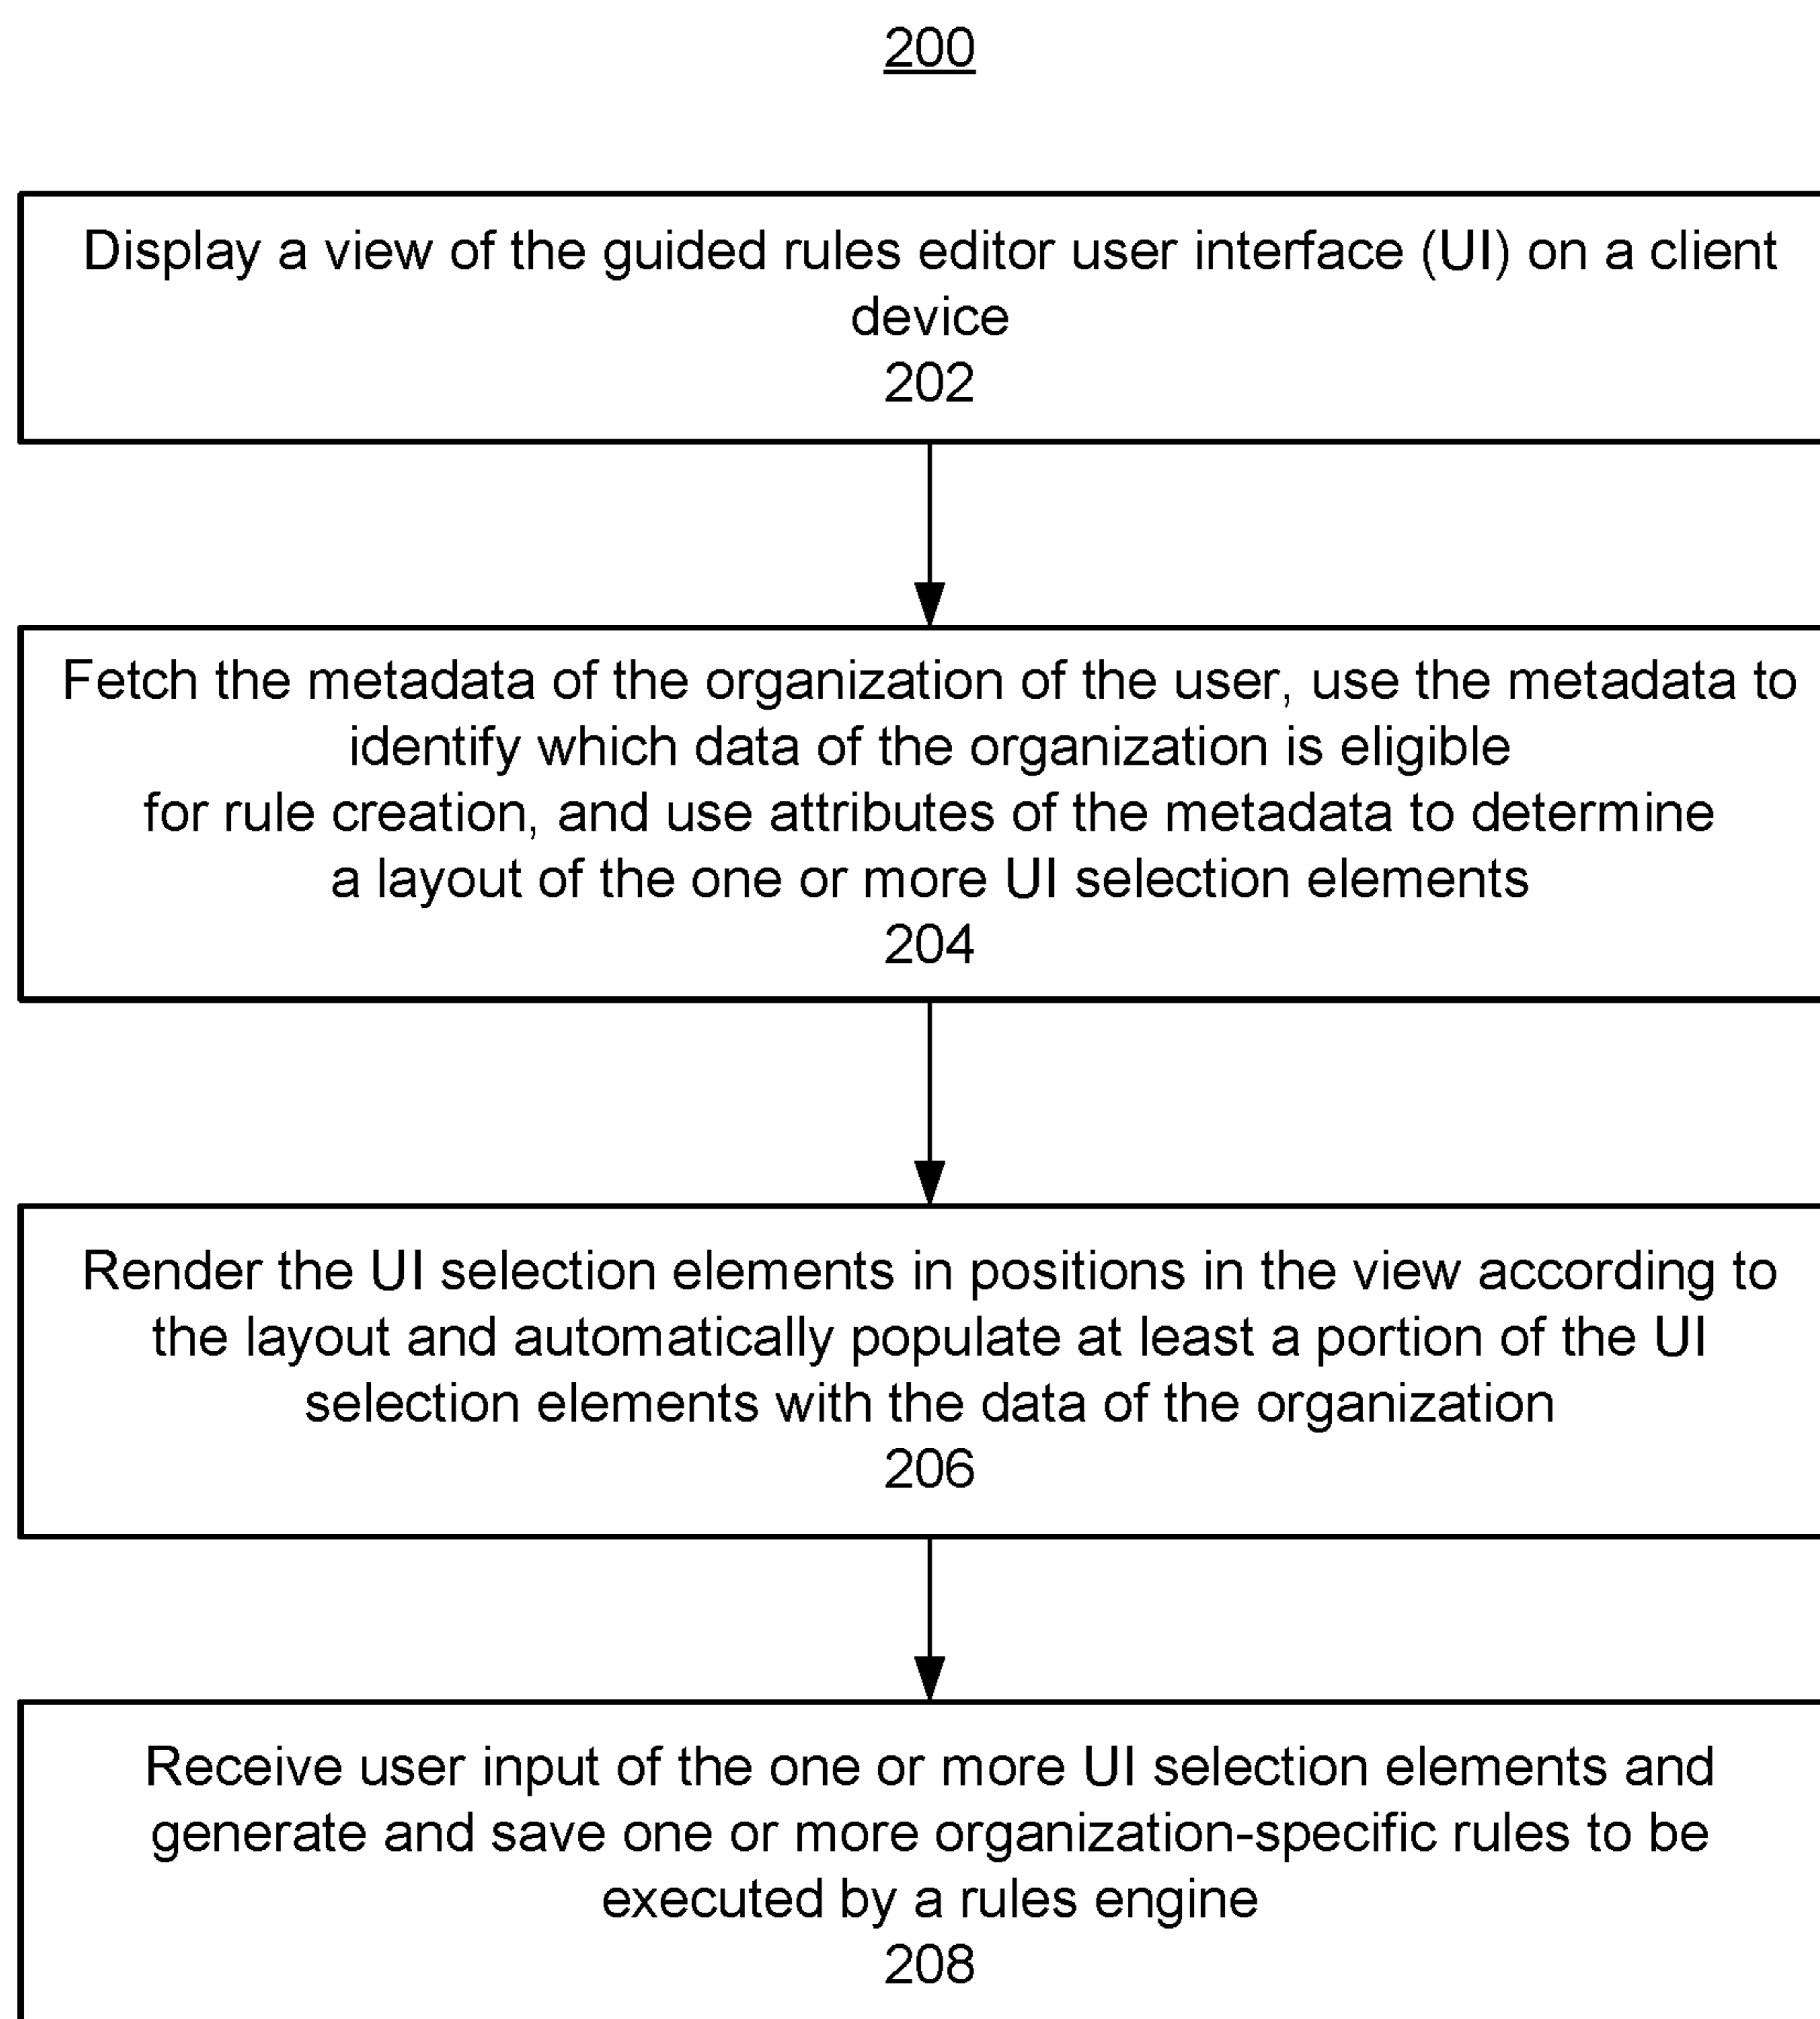 200
Display a view of the guided rules editor user interface (UI) on a client
device
202
Fetch the metadata of the organization of the user, use the metadata to
identify which data of the organization is eligible
for rule creation, and use attributes of the metadata to determine
a layout of the one or more UI selection elements
204
Render the UI selection elements in positions in the view according to
the layout and automatically populate at least a portion of the UI
selection elements with the data of the organization
206
Receive user input of the one or more UI selection elements and
generate and save one or more organization-specific rules to be
executed by a rules engine
208